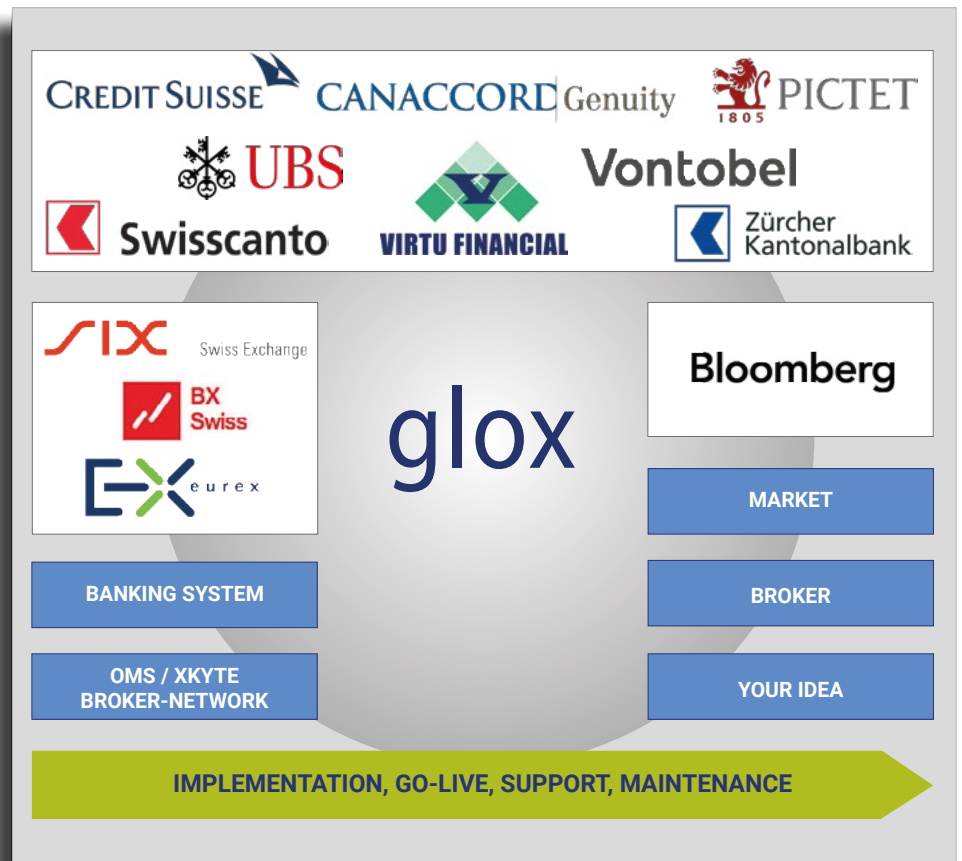 CREDIT SUISSE
CANACCORD Genuity
1805 PICTET
UBS
VIRTU FINANCIAL
Vontobel
Swisscanto
Zürcher
Kantonalbank
SIX Swiss Exchange
BX
Swiss
EX eurex
glox
Bloomberg
MARKET
BANKING SYSTEM
BROKER
OMS / XKYTE
BROKER-NETWORK
YOUR IDEA
IMPLEMENTATION, GO-LIVE, SUPPORT, MAINTENANCE